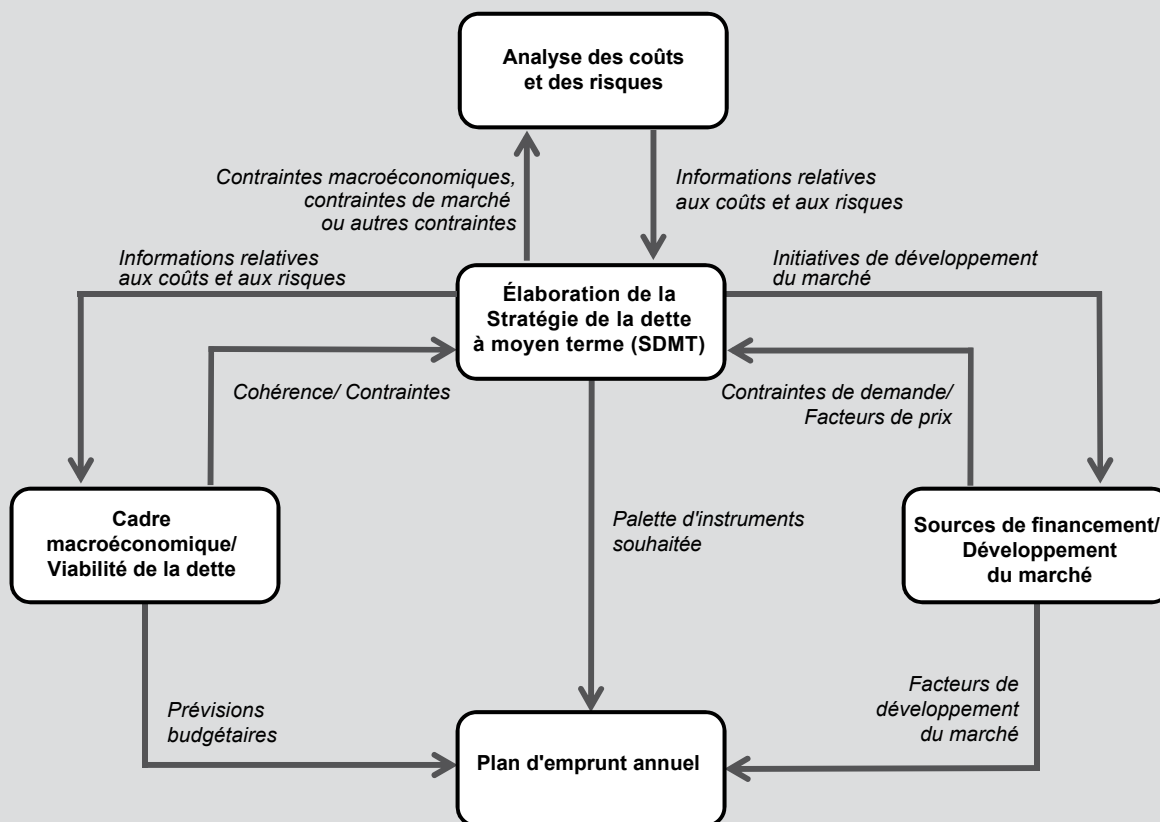 Analyse des coûts
et des risques
Contraintes macroéconomiques,
contraintes de marché
ou autres contraintes
Informations relatives
aux coûts et aux risques
Informations relatives
aux coûts et aux risques
Élaboration de la
Stratégie de la dette
à moyen terme (SDMT)
Initiatives de développement
du marché
Cohérence/ Contraintes
Contraintes de demande/
Facteurs de prix
Cadre
macroéconomique/
Viabilité de la dette
Palette d'instruments
souhaitée
Sources de financement/
Développement
du marché
Prévisions
budgétaires
Plan d'emprunt annuel
Facteurs de
développement
du marché